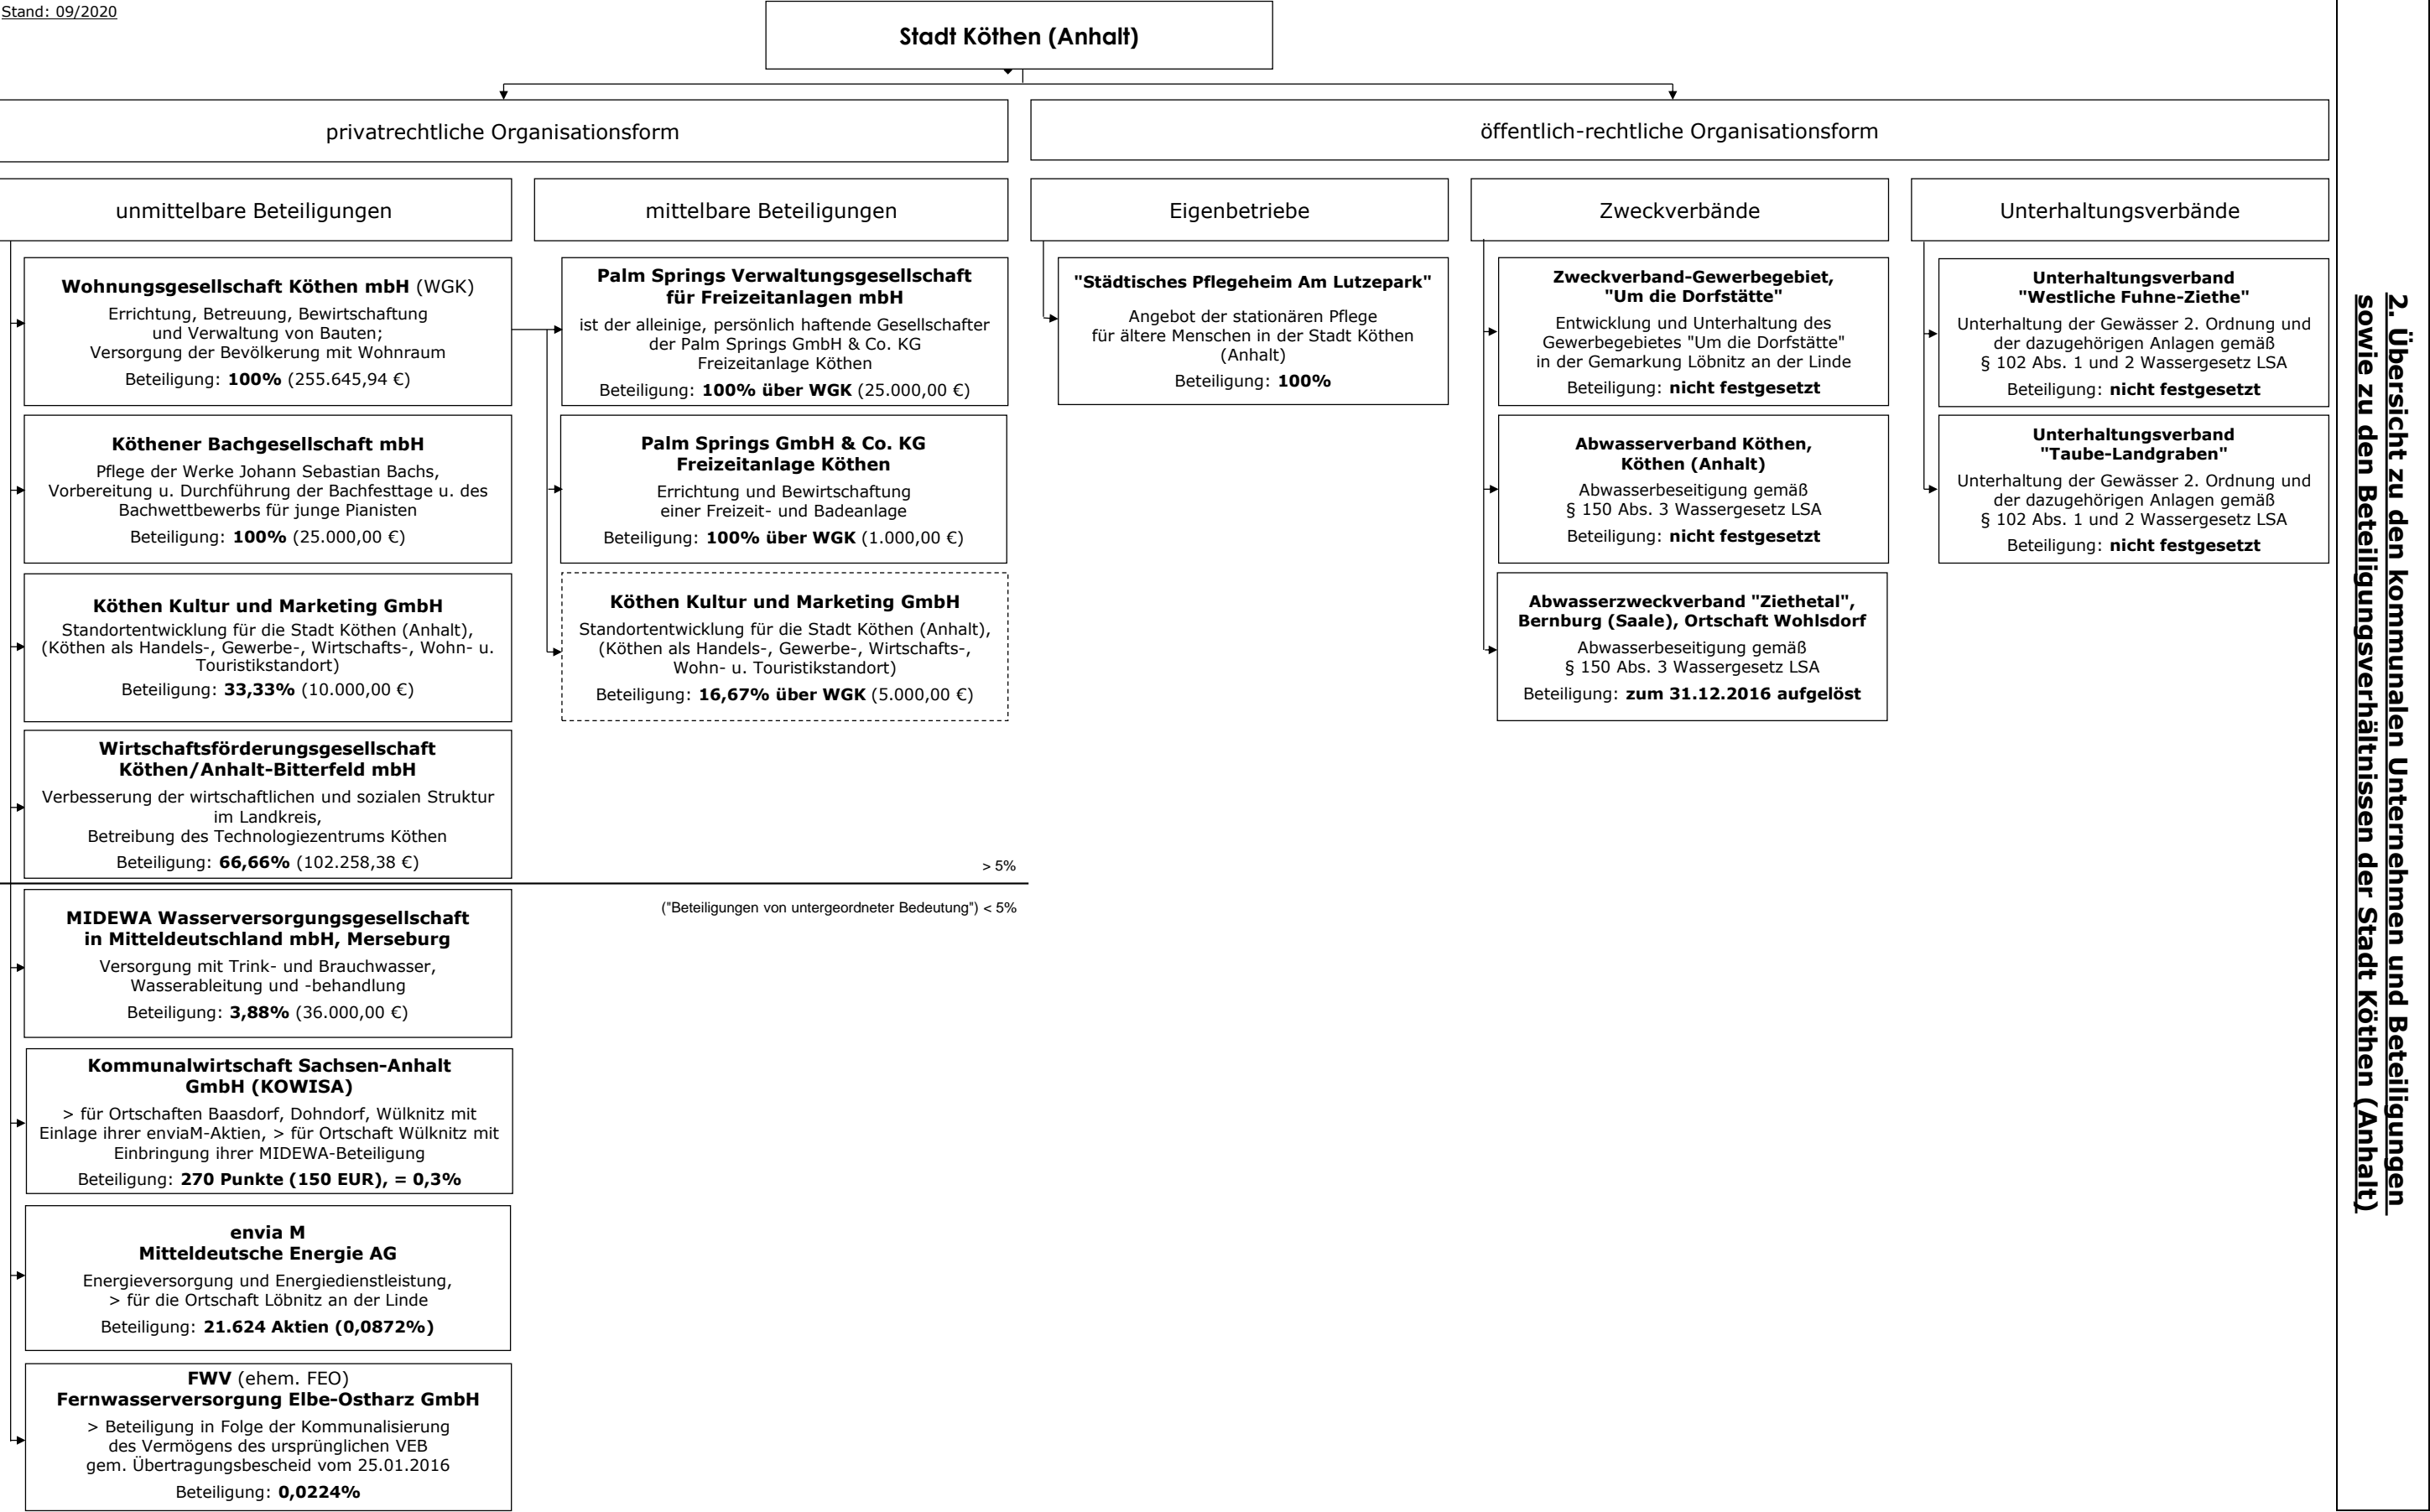 Stand: 09/2020
Stadt Köthen (Anhalt)
privatrechtliche Organisationsform
öffentlich-rechtliche Organisationsform
unmittelbare Beteiligungen
mittelbare Beteiligungen
Eigenbetriebe
Zweckverbände
Unterhaltungsverbände
Wohnungsgesellschaft Köthen mbH (WGK)
Errichtung, Betreuung, Bewirtschaftung
und Verwaltung von Bauten;
Versorgung der Bevölkerung mit Wohnraum
Beteiligung: 100% (255.645,94 €)
Köthener Bachgesellschaft mbH
Pflege der Werke Johann Sebastian Bachs,
Vorbereitung u. Durchführung der Bachfesttage u. des
Bachwettbewerbs für junge Pianisten
Beteiligung: 100% (25.000,00 €)
Köthen Kultur und Marketing GmbH
Standortentwicklung für die Stadt Köthen (Anhalt),
(Köthen als Handels-, Gewerbe-, Wirtschafts-, Wohn- u.
Touristikstandort)
Beteiligung: 33,33% (10.000,00 €)
Wirtschaftsförderungsgesellschaft
Köthen/Anhalt-Bitterfeld mbH
Verbesserung der wirtschaftlichen und sozialen Struktur
im Landkreis,
Betreibung des Technologiezentrums Köthen
Beteiligung: 66,66% (102.258,38 €)
MIDEWA Wasserversorgungsgesellschaft
in Mitteldeutschland mbH, Merseburg
Versorgung mit Trink- und Brauchwasser,
Wasserableitung und -behandlung
Beteiligung: 3,88% (36.000,00 €)
Kommunalwirtschaft Sachsen-Anhalt
GmbH (KOWISA)
> für Ortschaften Baasdorf, Dohndorf, Wülknitz mit
Einlage ihrer enviaM-Aktien, > für Ortschaft Wülknitz mit
Einbringung ihrer MIDEWA-Beteiligung
Beteiligung: 270 Punkte (150 EUR), = 0,3%
envia M
Mitteldeutsche Energie AG
Energieversorgung und Energiedienstleistung,
> für die Ortschaft Löbnitz an der Linde
Beteiligung: 21.624 Aktien (0,0872%)
FWV (ehem. FEO)
Fernwasserversorgung Elbe-Ostharz GmbH
> Beteiligung in Folge der Kommunalisierung
des Vermögens des ursprünglichen VEB
gem. Übertragungsbescheid vom 25.01.2016
Beteiligung: 0,0224%
Palm Springs Verwaltungsgesellschaft
für Freizeitanlagen mbH
ist der alleinige, persönlich haftende Gesellschafter
der Palm Springs GmbH & Co. KG
Freizeitanlage Köthen
Beteiligung: 100% über WGK (25.000,00 €)
Palm Springs GmbH & Co. KG
Freizeitanlage Köthen
Errichtung und Bewirtschaftung
einer Freizeit- und Badeanlage
Beteiligung: 100% über WGK (1.000,00 €)
Köthen Kultur und Marketing GmbH
Standortentwicklung für die Stadt Köthen (Anhalt),
(Köthen als Handels-, Gewerbe-, Wirtschafts-,
Wohn- u. Touristikstandort)
Beteiligung: 16,67% über WGK (5.000,00 €)
> 5%
("Beteiligungen von untergeordneter Bedeutung") < 5%
"Städtisches Pflegeheim Am Lutzepark"
Angebot der stationären Pflege
für ältere Menschen in der Stadt Köthen
(Anhalt)
Beteiligung: 100%
Zweckverband-Gewerbegebiet,
"Um die Dorfstätte"
Entwicklung und Unterhaltung des
Gewerbegebietes "Um die Dorfstätte"
in der Gemarkung Löbnitz an der Linde
Beteiligung: nicht festgesetzt
Abwasserverband Köthen,
Köthen (Anhalt)
Abwasserbeseitigung gemäß
§ 150 Abs. 3 Wassergesetz LSA
Beteiligung: nicht festgesetzt
Abwasserzweckverband "Ziethetal",
Bernburg (Saale), Ortschaft Wohlsdorf
Abwasserbeseitigung gemäß
§ 150 Abs. 3 Wassergesetz LSA
Beteiligung: zum 31.12.2016 aufgelöst
Unterhaltungsverband
"Westliche Fuhne-Ziethe"
Unterhaltung der Gewässer 2. Ordnung und
der dazugehörigen Anlagen gemäß
§ 102 Abs. 1 und 2 Wassergesetz LSA
Beteiligung: nicht festgesetzt
Unterhaltungsverband
"Taube-Landgraben"
Unterhaltung der Gewässer 2. Ordnung und
der dazugehörigen Anlagen gemäß
§ 102 Abs. 1 und 2 Wassergesetz LSA
Beteiligung: nicht festgesetzt
2. Übersicht zu den kommunalen Unternehmen und Beteiligungen
sowie zu den Beteiligungsverhältnissen der Stadt Köthen (Anhalt)